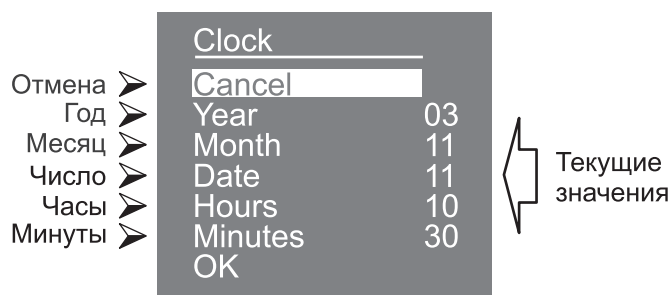 Clock
Отмена Cancel
Год Year 03
Месяц Month 11
Число Date 11
Часы Hours 10
Минуты Minutes 30
OK
Текущие
значения